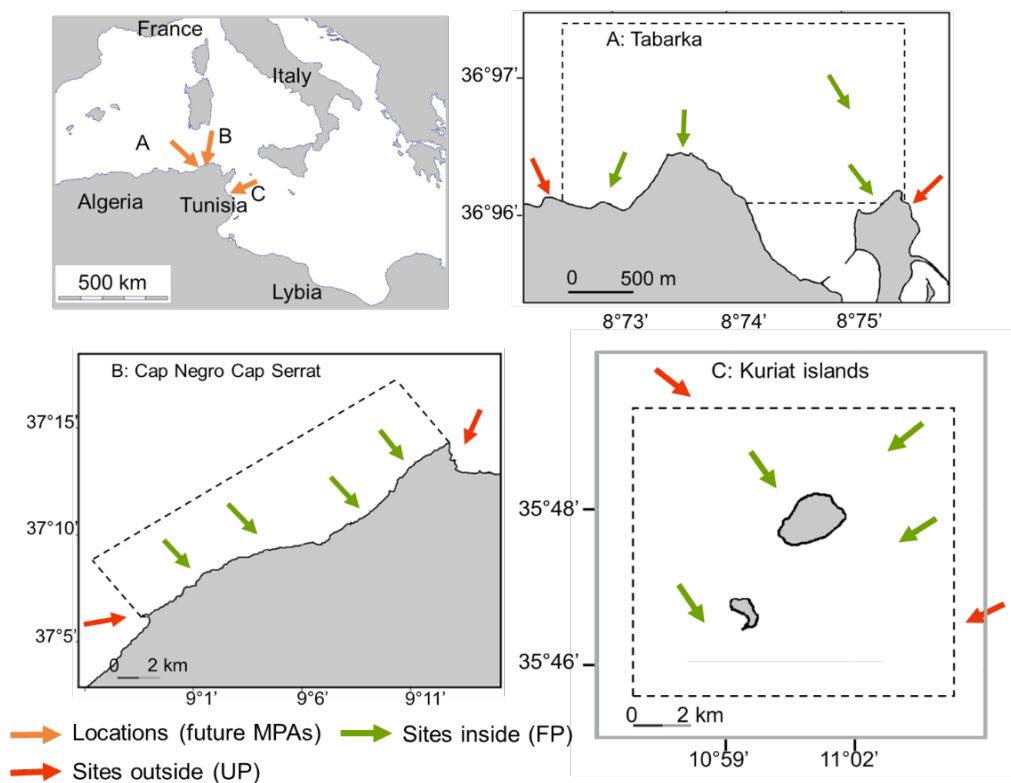 France
Italy
A
B
C
Algeria
Tunisia
Lybia
500 km
A: Tabarka
36°97'
36°96'
0 500 m
8°73' 8°74' 8°75'
B: Cap Negro Cap Serrat
37°15'
37°10'
37°5'
0 2 km
9°1' 9°6' 9°11'
C: Kuriat islands
35°48'
35°46'
0 2 km
10°59' 11°02'
Locations (future MPAs)
Sites inside (FP)
Sites outside (UP)